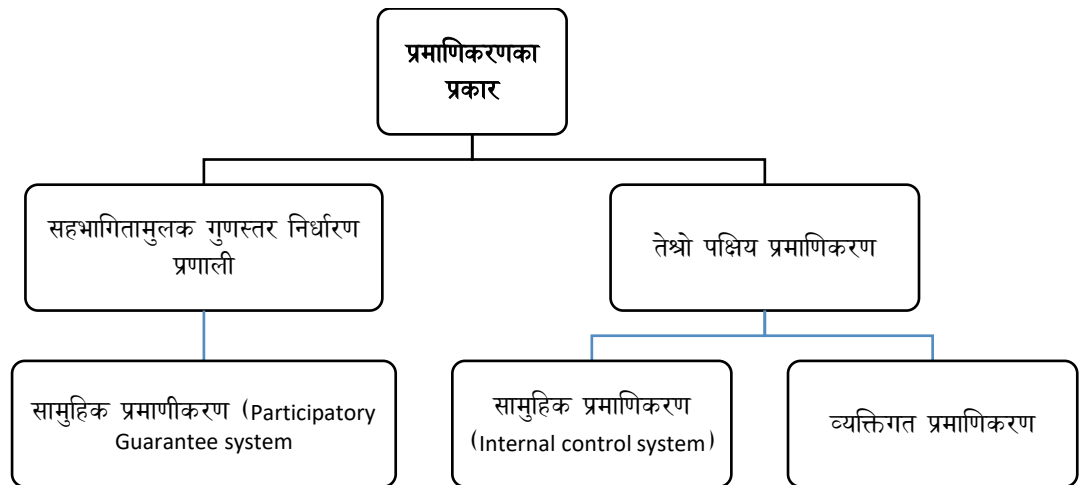 प्रमाणिकरणका
प्रकार
सहभागितामुलक गुणस्तर निर्धारण
प्रणाली
तेश्रो पक्षिय प्रमाणिकरण
सामुहिक प्रमाणीकरण (Participatory
Guarantee system
सामुहिक प्रमाणिकरण
(Internal control system)
व्यक्तिगत प्रमाणिकरण